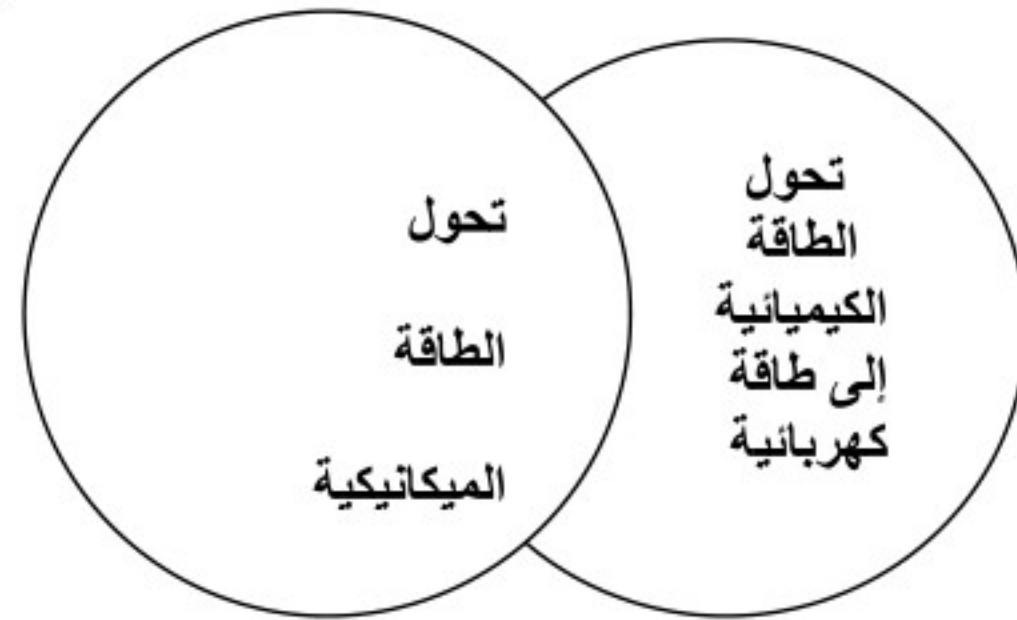 تحول
الطاقة
الكيميائية
إلى طاقة
كهربائية
تحول
الطاقة
الميكانيكية